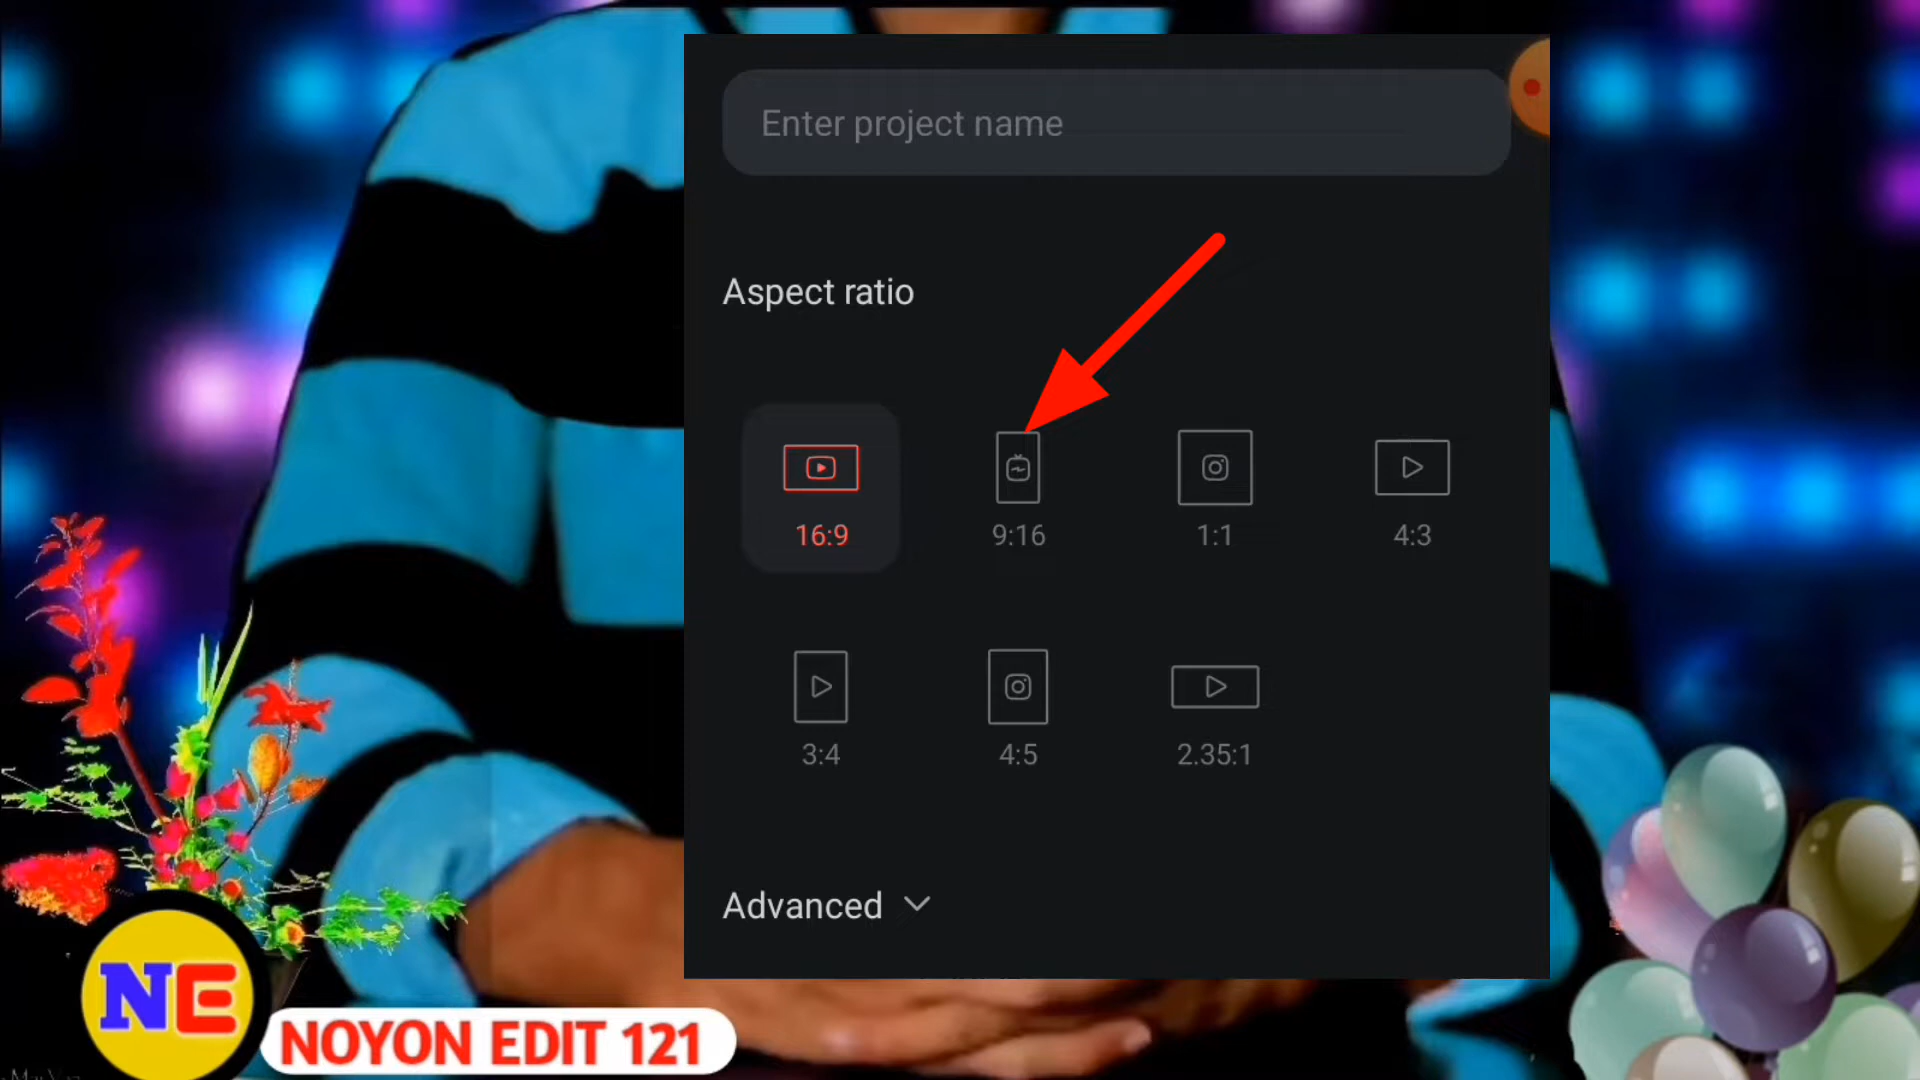 Enter project name
Aspect ratio
16:9
9:16
1:1
4:3
3:4
4:5
2.35:1
Advanced
NE
NOYON EDIT 121